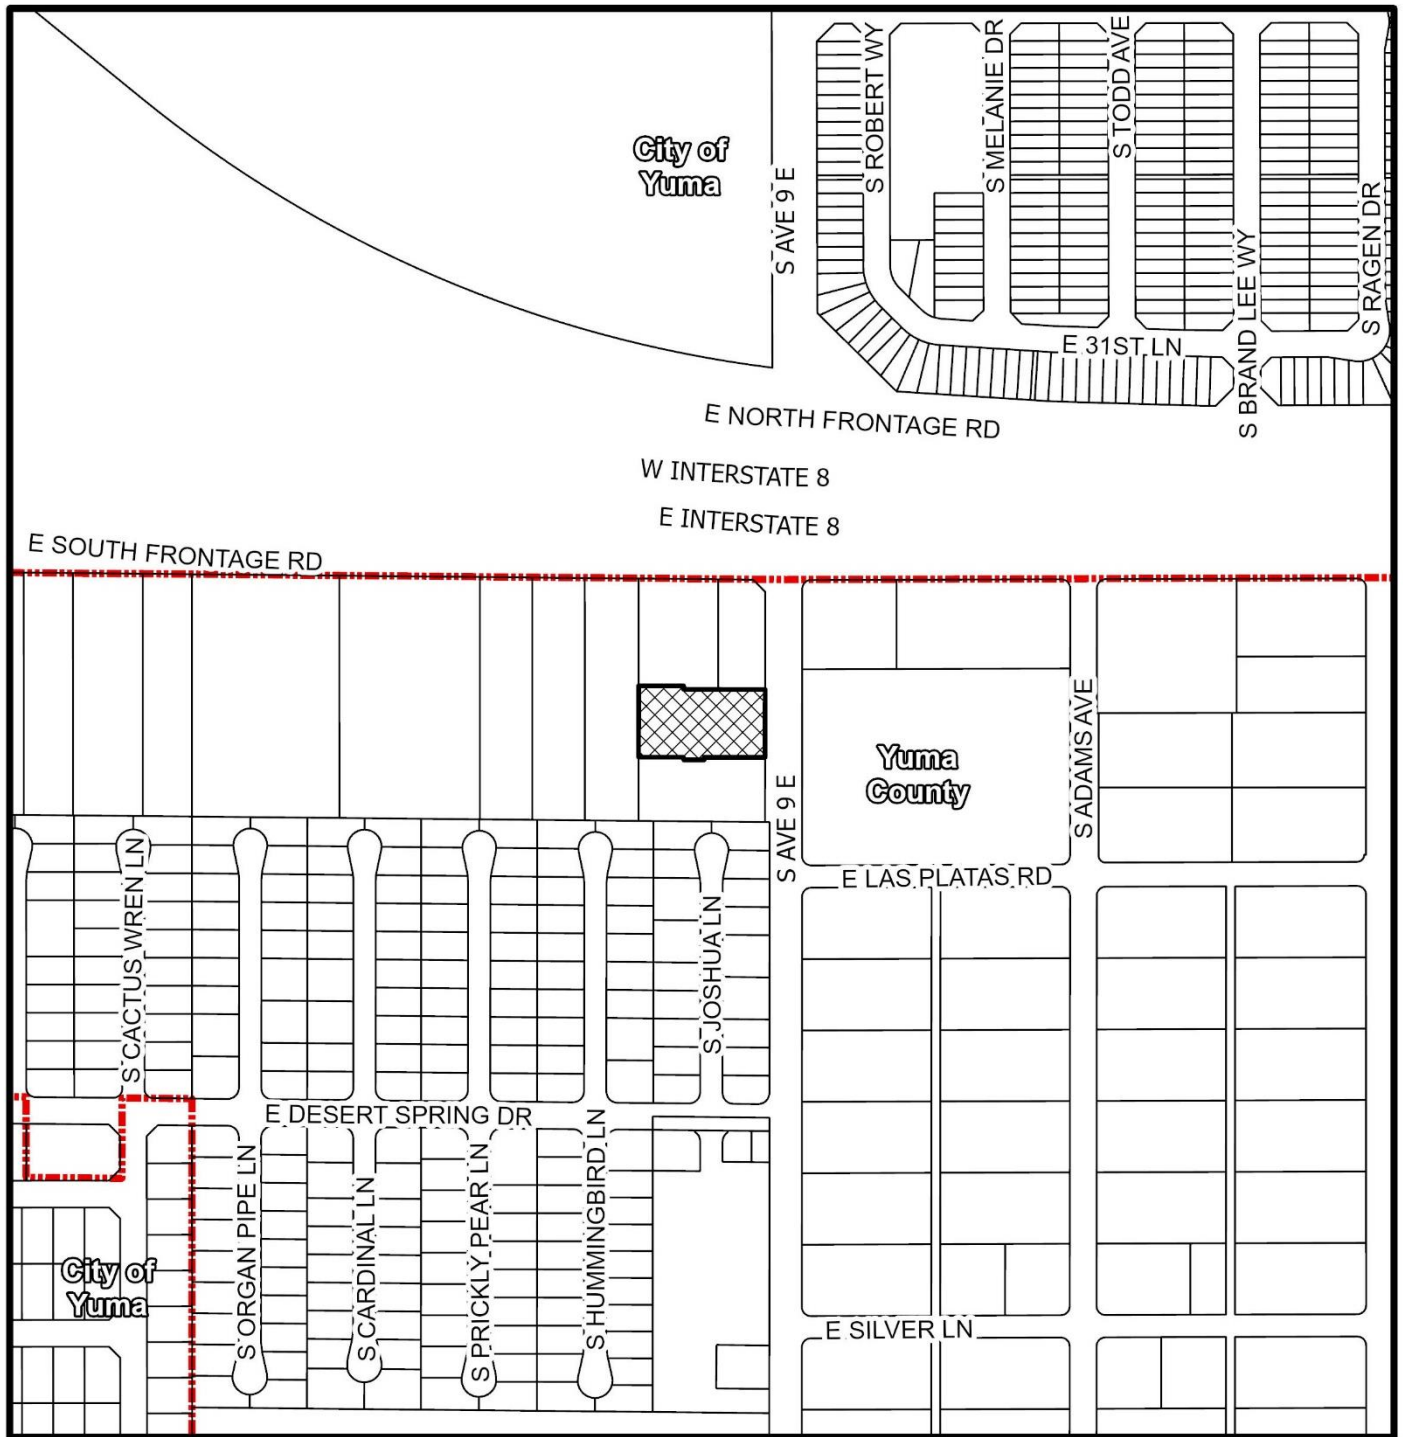 S ROBERT WY
S MELANIE DR
S TODD AVE
City of
Yuma
S AVE 9 E
S BRAND LEE WY
S RAGEN DR
E 31ST LN
E NORTH FRONTAGE RD
W INTERSTATE 8
E INTERSTATE 8
E SOUTH FRONTAGE RD
Yuma
County
S ADAMS AVE
S AVE 9 E
E LAS PLATAS RD
S CACTUS WREN LN
S JOSHUA LN
E DESERT SPRING DR
S ORGAN PIPE LN
S CARDINAL LN
S PRICKLY PEAR LN
S HUMMINGBIRD LN
City of
Yuma
E SILVER LN